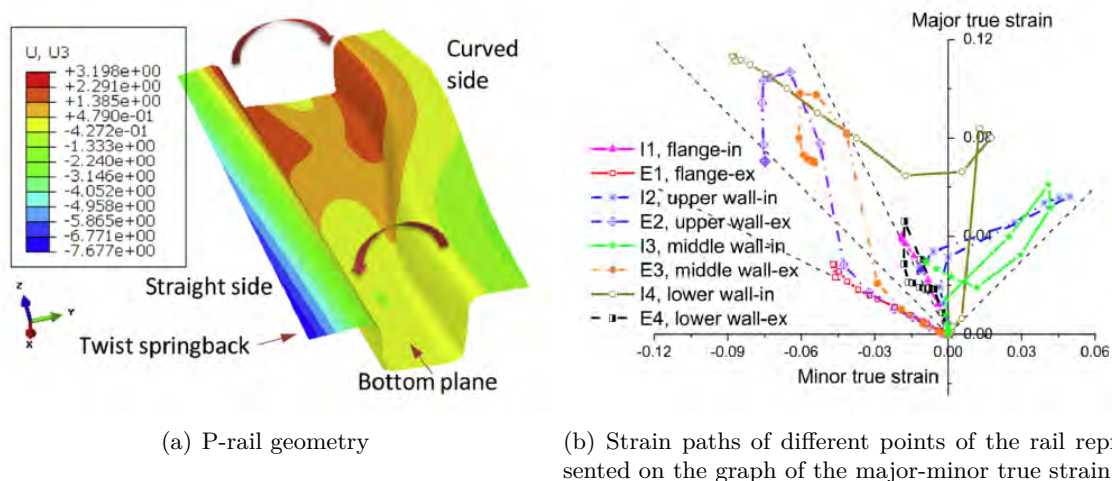 U, U3
+3.198e+00
+2.291e+00
+1.385e+00
+4.790e-01
-4.272e-01
-1.333e+00
-2.240e+00
-3.146e+00
-4.052e+00
-4.958e+00
-5.865e+00
-6.771e+00
-7.677e+00
Curved
side
Straight side
Twist springback
Bottom plane
z
Y
X
(a) P-rail geometry
Major true strain
0.12
0.08
0.04
0.00
I1, flange-in
E1, flange-ex
I2, upper wall-in
E2, upper wall-ex
I3, middle wall-in
E3, middle wall-ex
I4, lower wall-in
E4, lower wall-ex
-0.12 -0.09 -0.06 -0.03 0.00 0.03 0.06
Minor true strain
(b) Strain paths of different points of the rail repre
sented on the graph of the major-minor true strain